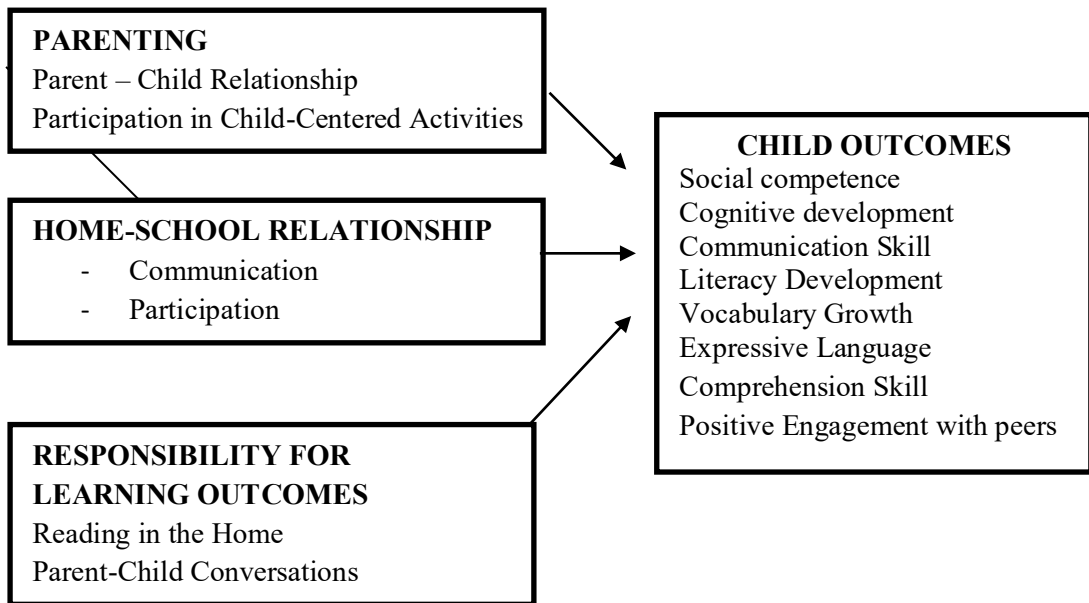 PARENTING
Parent – Child Relationship
Participation in Child-Centered Activities
HOME-SCHOOL RELATIONSHIP
- Communication
- Participation
RESPONSIBILITY FOR
LEARNING OUTCOMES
Reading in the Home
Parent-Child Conversations
CHILD OUTCOMES
Social competence
Cognitive development
Communication Skill
Literacy Development
Vocabulary Growth
Expressive Language
Comprehension Skill
Positive Engagement with peers